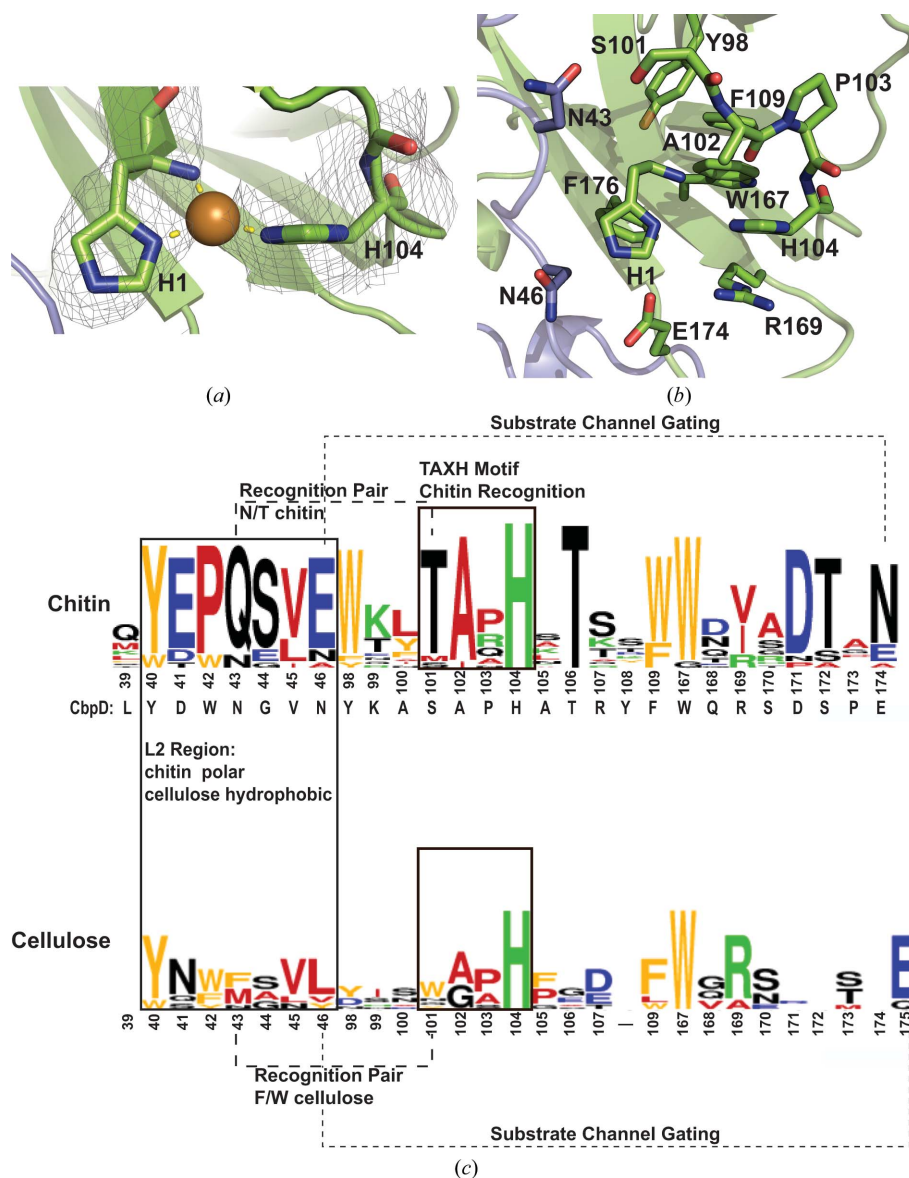 H1
H104
(a)
S101
Y98
P103
N43
F109
A102
F176
W167
H104
H1
N46
E174
R169
(b)
Substrate Channel Gating
TAXH Motif
Chitin Recognition
Recognition Pair
N/T chitin
Chitin
Q Y E P Q S V E W K L T A P H T S W W D V A D T A N
39 40 41 42 43 44 45 46 98 99 100 101 102 103 104 105 106 107 108 109 167 168 169 170 171 172 173 174
CbpD: L Y D W N G V N Y K A S A P H A T R Y F W Q R S D S P E
L2 Region:
chitin polar
cellulose hydrophobic
Cellulose
Y N W F S V L Y I S W A P H F D F W R S S E
39 40 41 42 43 44 45 46 98 99 100 101 102 103 104 105 106 107 | 109 167 168 169 170 171 172 173 174 175
Recognition Pair
F/W cellulose
Substrate Channel Gating
(c)